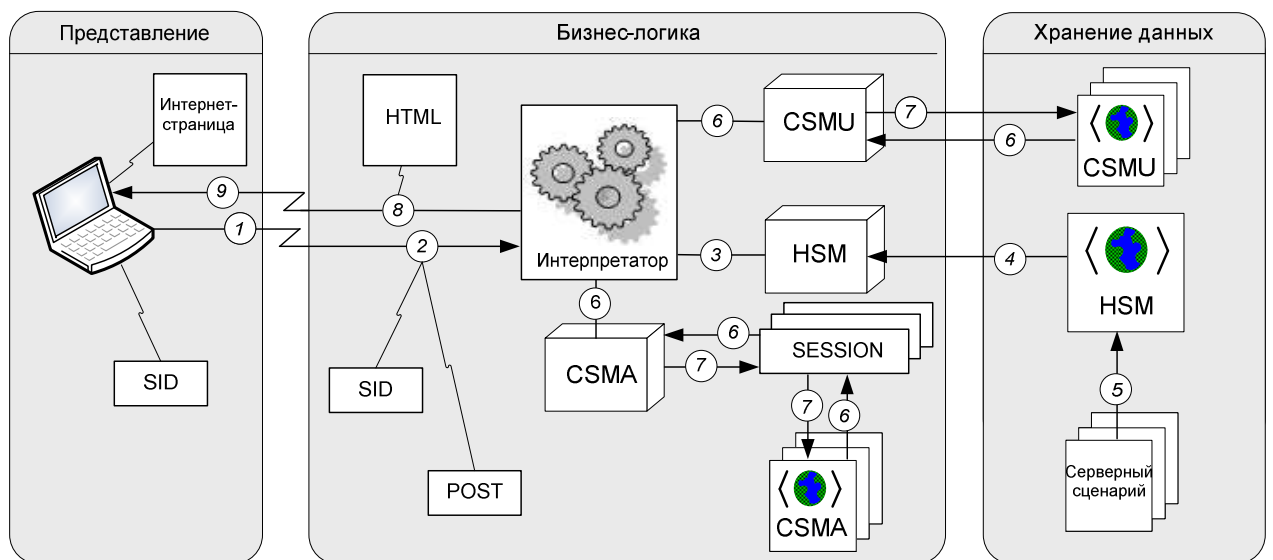 Представление
Бизнес-логика
Хранение данных
Интернет-
страница
HTML
CSMU
7
6
6
CSMU
9
8
1
2
Интерпретатор
3
HSM
4
HSM
6
CSMA
6
7
SESSION
SID
SID
7
6
5
POST
CSMA
Серверный
сценарий